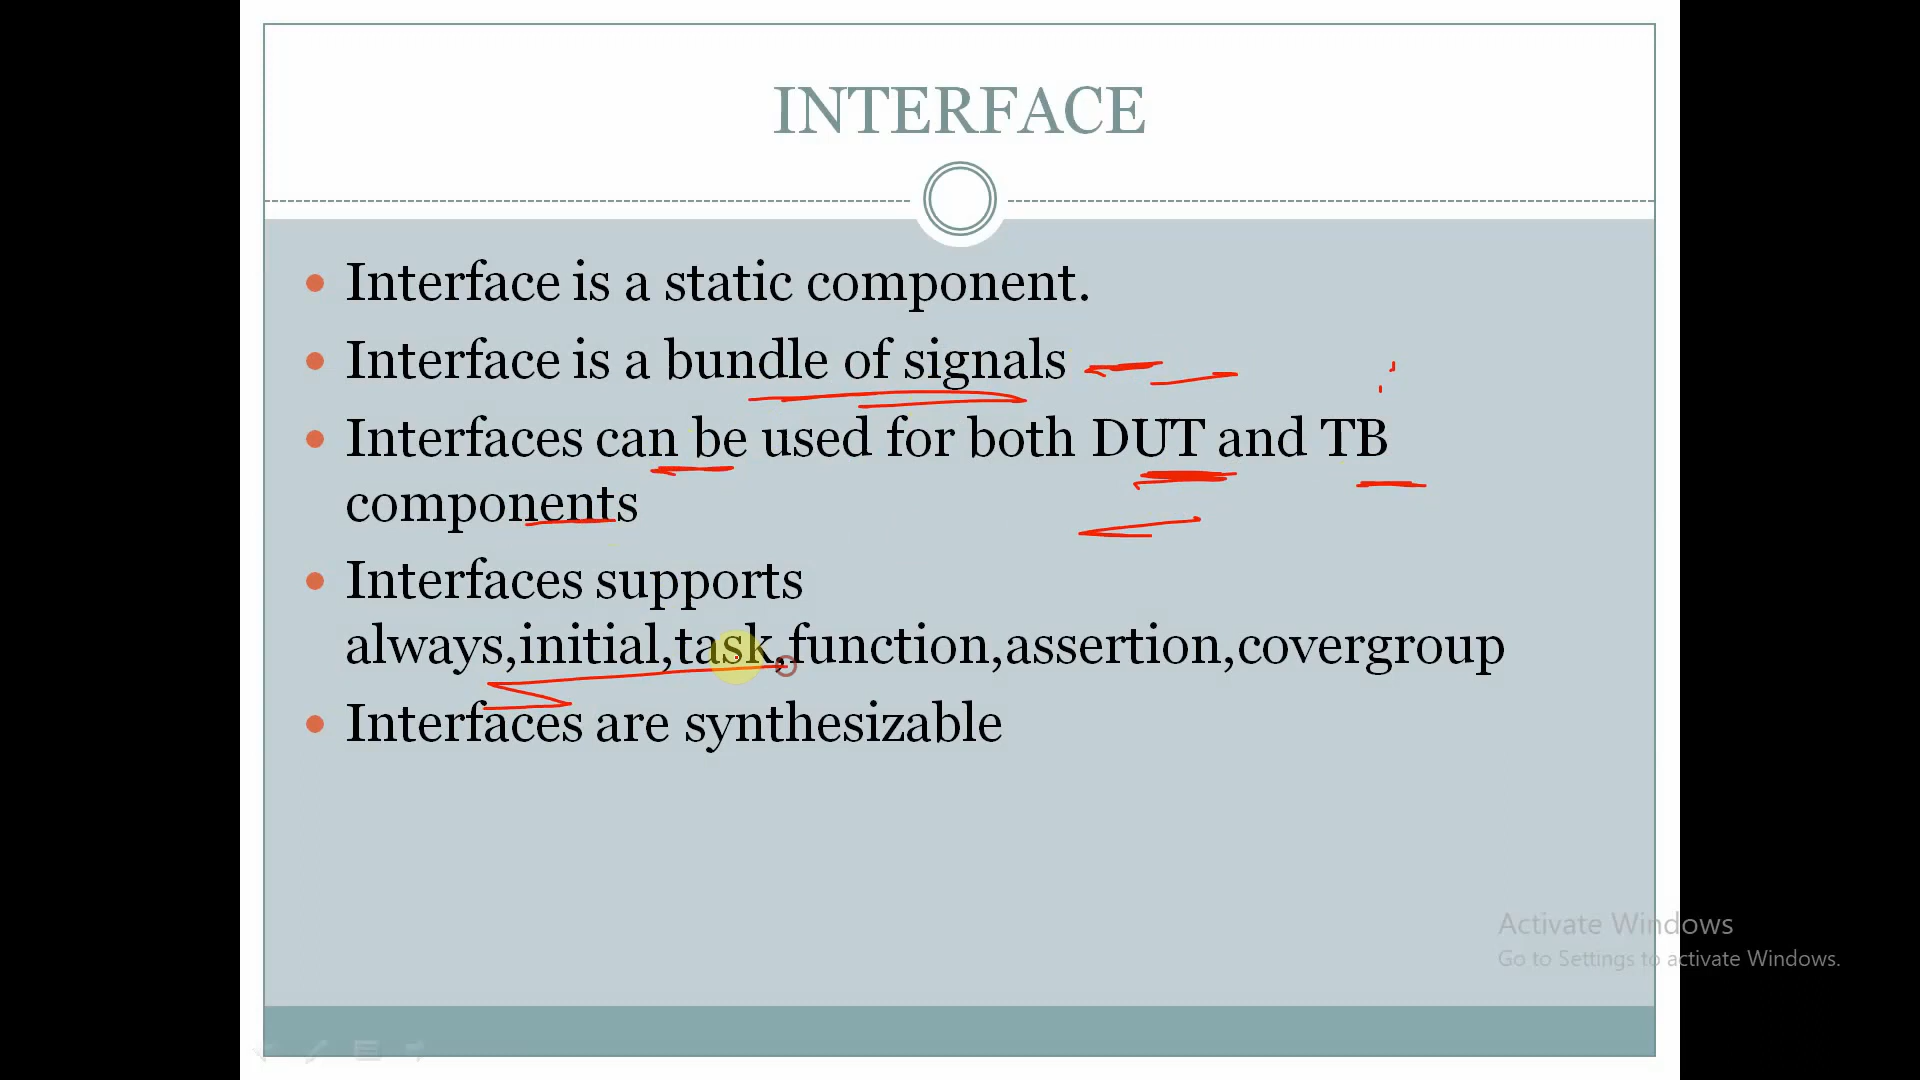 INTERFACE
Interface is a static component.
Interface is a bundle of signals
Interfaces can be used for both DUT and TB
components
Interfaces supports
always,initial,task,function,assertion,covergroup
Interfaces are synthesizable
Activate Windows
Go to Settings to activate Windows.